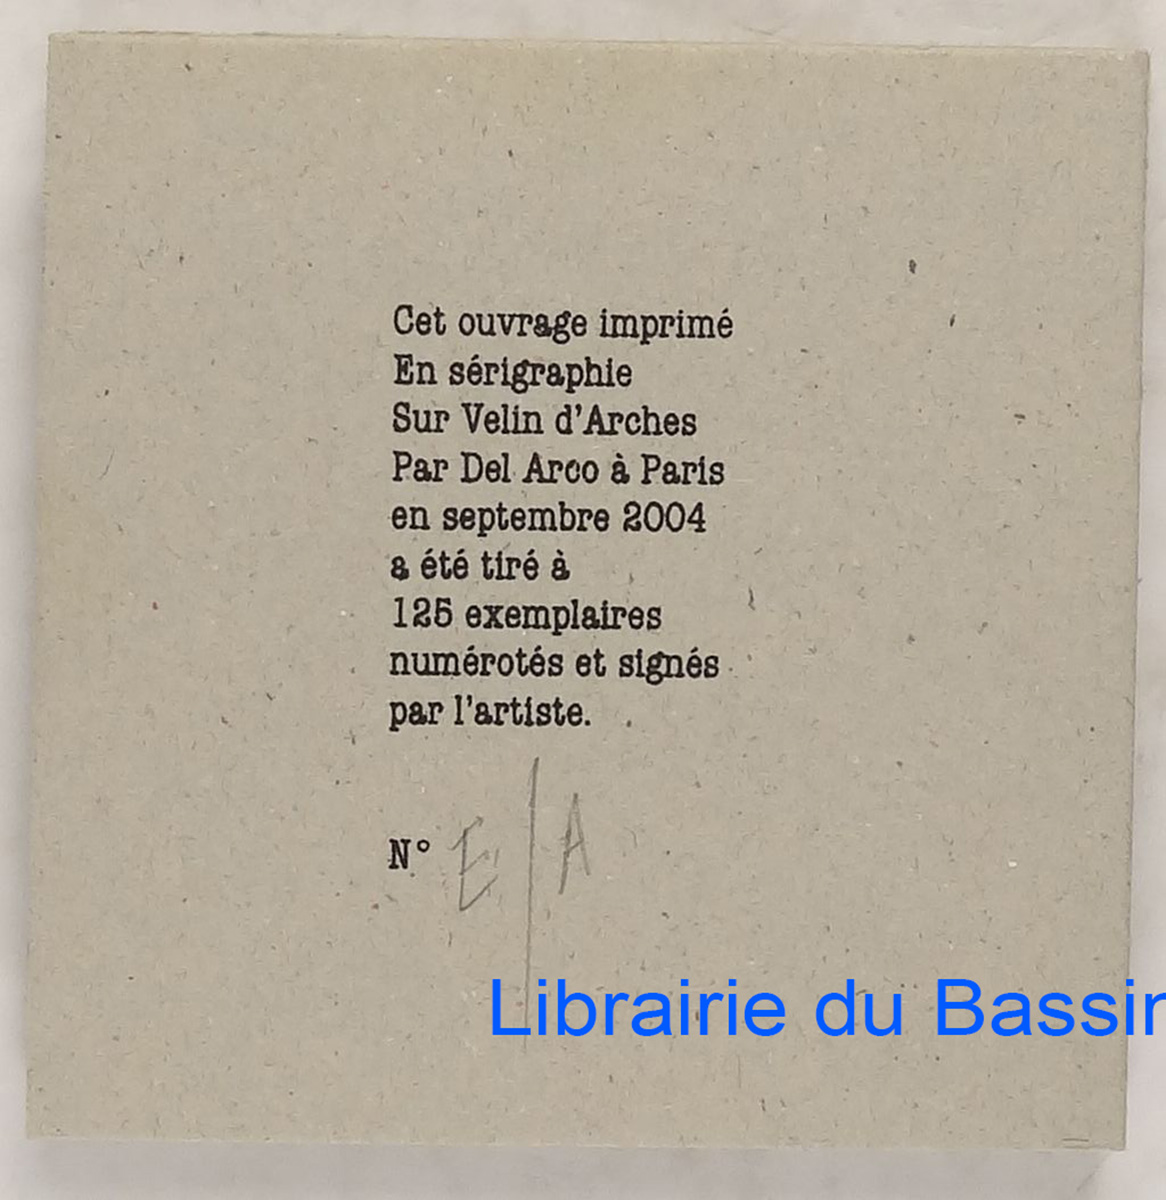 Cet ouvrage imprimé
En sérigraphie
Sur Velin d'Arches
Par Del Arco à Paris
en septembre 2004
a été tiré à
125 exemplaires
numérotés et signés
par l'artiste.
N° E/A
Librairie du Bassin